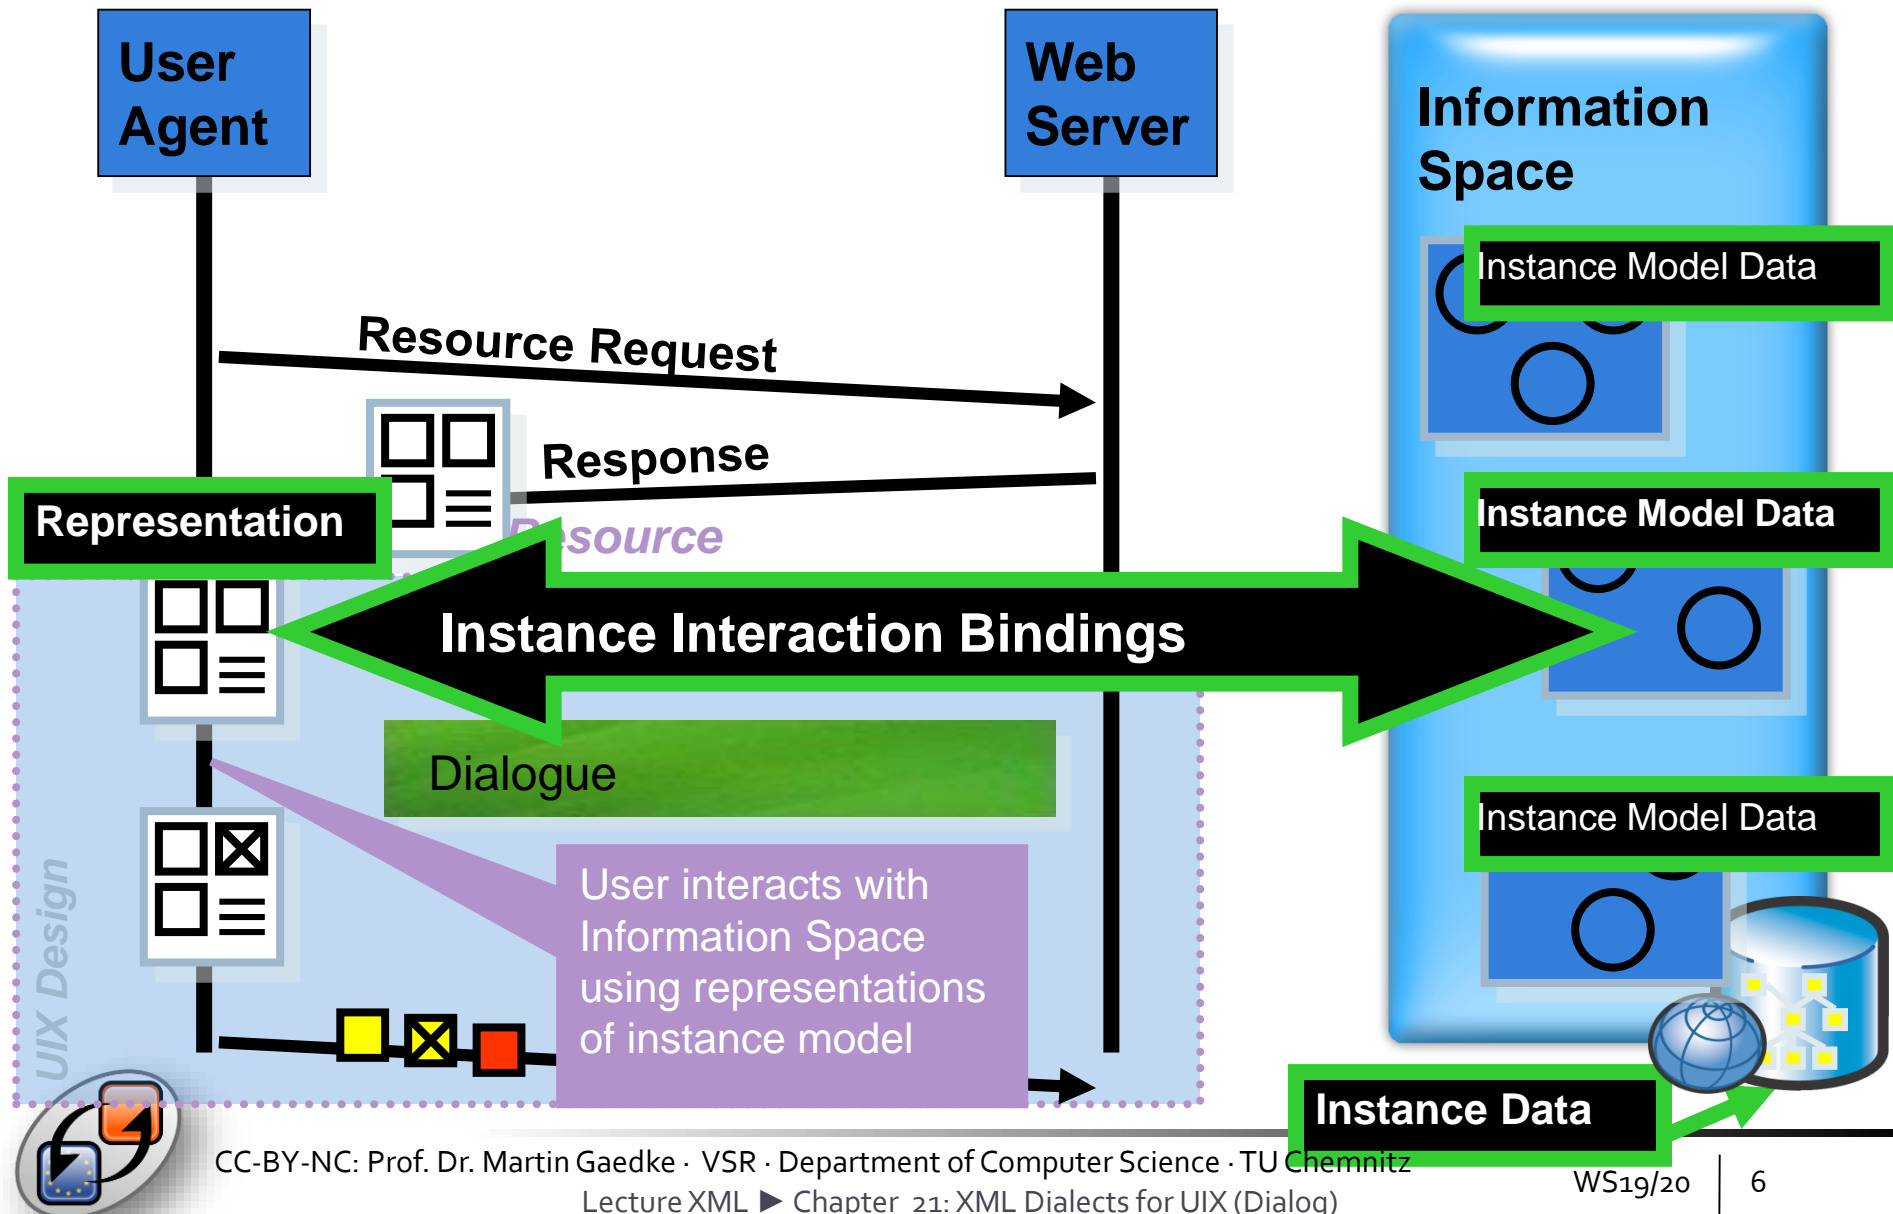 User
Agent
Web
Server
Information
Space
Instance Model Data
Resource Request
Response
Representation
Resource
Instance Model Data
Instance Interaction Bindings
Dialogue
Instance Model Data
User interacts with
Information Space
using representations
of instance model
UIX Design
Instance Data
CC-BY-NC: Prof. Dr. Martin Gaedke · VSR · Department of Computer Science · TU Chemnitz
Lecture XML ► Chapter 21: XML Dialects for UIX (Dialog)
WS19/20
6